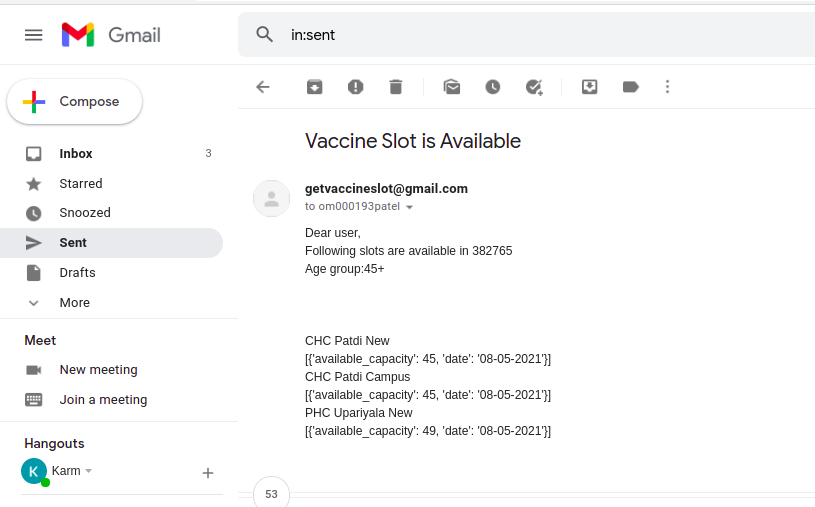 Gmail
in:sent
Compose
Inbox 3
Starred
Snoozed
Sent
Drafts
More
Meet
New meeting
Join a meeting
Hangouts
K Karm
Vaccine Slot is Available
getvaccineslot@gmail.com
to om000193patel
Dear user,
Following slots are available in 382765
Age group:45+
CHC Patdi New
[{'available_capacity': 45, 'date': '08-05-2021'}]
CHC Patdi Campus
[{'available_capacity': 45, 'date': '08-05-2021'}]
PHC Upariyala New
[{'available_capacity': 49, 'date': '08-05-2021'}]
53